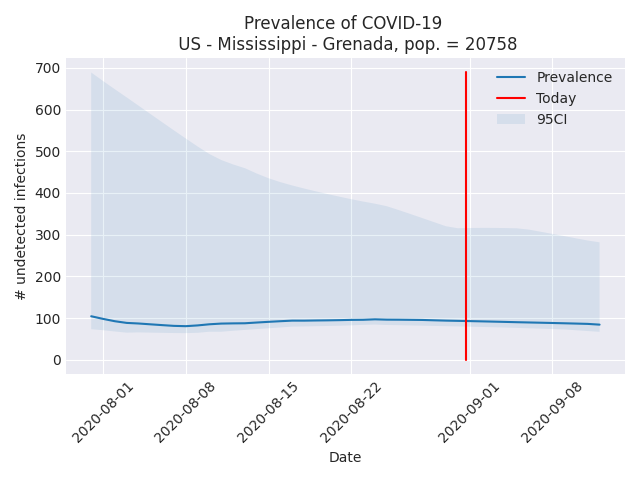 Prevalence of COVID-19
US - Mississippi - Grenada, pop. = 20758
700
600
500
400
300
200
100
0
# undetected infections
Prevalence
Today
95CI
2020-08-01
2020-08-08
2020-08-15
2020-08-22
2020-09-01
2020-09-08
Date